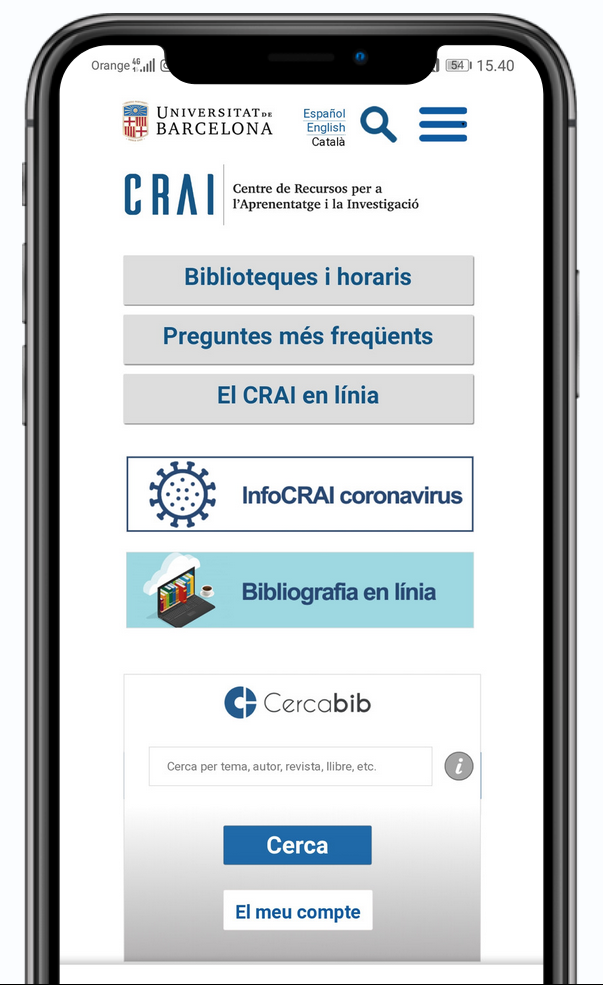 Orange 4G 54 15.40
UNIVERSITAT DE
BARCELONA
Español
English
Català
CRAI
Centre de Recursos per a
l'Aprenentatge i la Investigació
Biblioteques i horaris
Preguntes més freqüents
El CRAI en línia
InfoCRAI coronavirus
Bibliografia en línia
Cercabib
Cerca per tema, autor, revista, llibre, etc.
i
Cerca
El meu compte